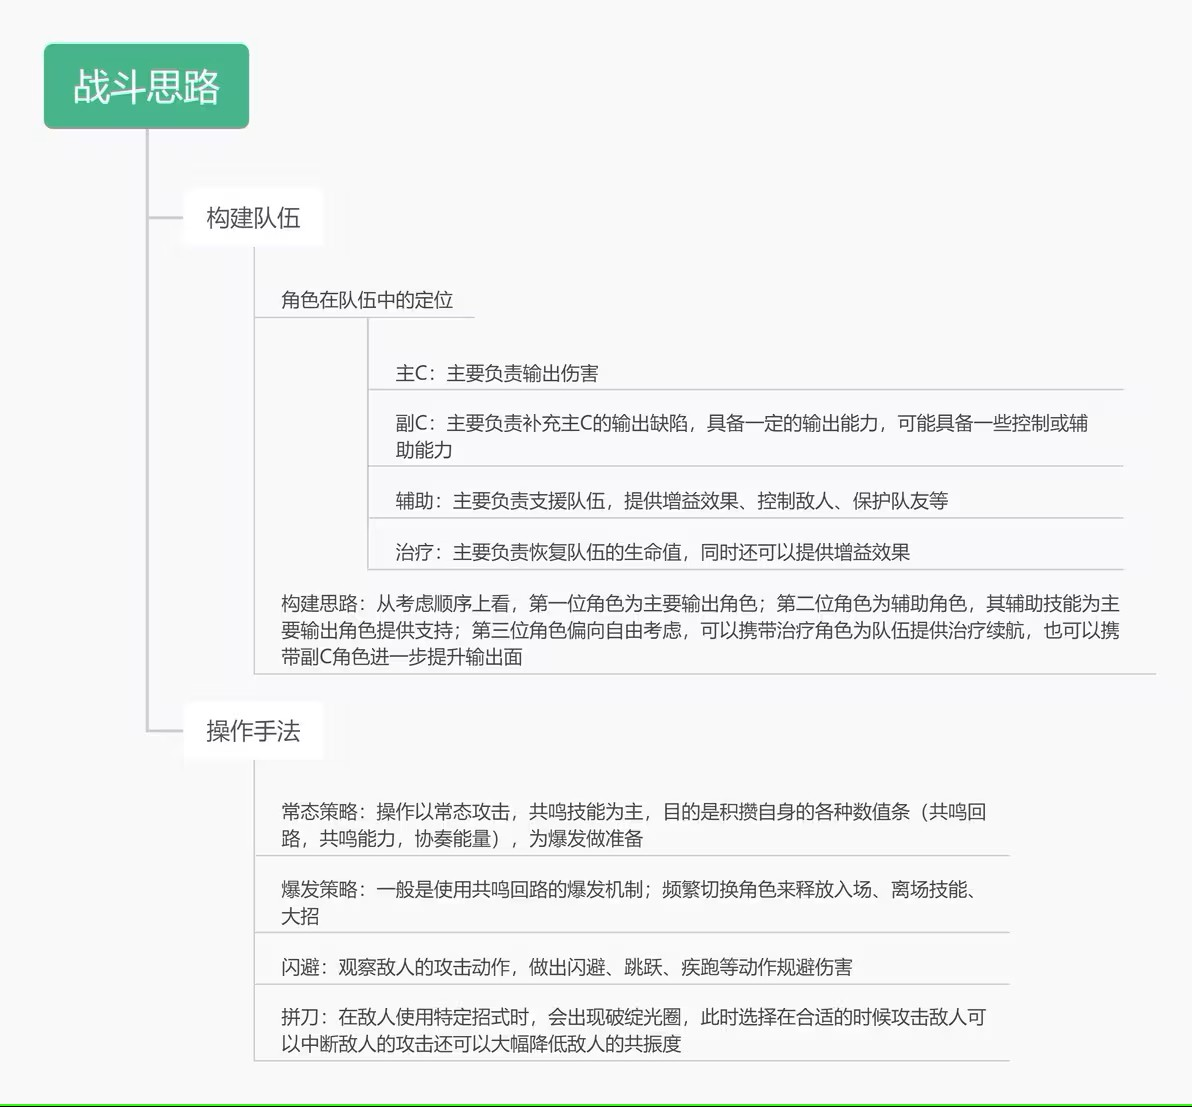 战斗思路
构建队伍
角色在队伍中的定位
主C：主要负责输出伤害
副C：主要负责补充主C的输出缺陷，具备一定的输出能力，可能具备一些控制或辅
助能力
辅助：主要负责支援队伍，提供增益效果、控制敌人、保护队友等
治疗：主要负责恢复队伍的生命值，同时还可以提供增益效果
构建思路：从考虑顺序上看，第一位角色为主要输出角色；第二位角色为辅助角色，其辅助技能为主
要输出角色提供支持；第三位角色偏向自由考虑，可以携带治疗角色为队伍提供治疗续航，也可以携
带副C角色进一步提升输出面
操作手法
常态策略：操作以常态攻击，共鸣技能为主，目的是积攒自身的各种数值条（共鸣回
路，共鸣能力，协奏能量），为爆发做准备
爆发策略：一般是使用共鸣回路的爆发机制；频繁切换角色来释放入场、离场技能、
大招
闪避：观察敌人的攻击动作，做出闪避、跳跃、疾跑等动作规避伤害
拼刀：在敌人使用特定招式时，会出现破绽光圈，此时选择在合适的时候攻击敌人可
以中断敌人的攻击还可以大幅降低敌人的共振度